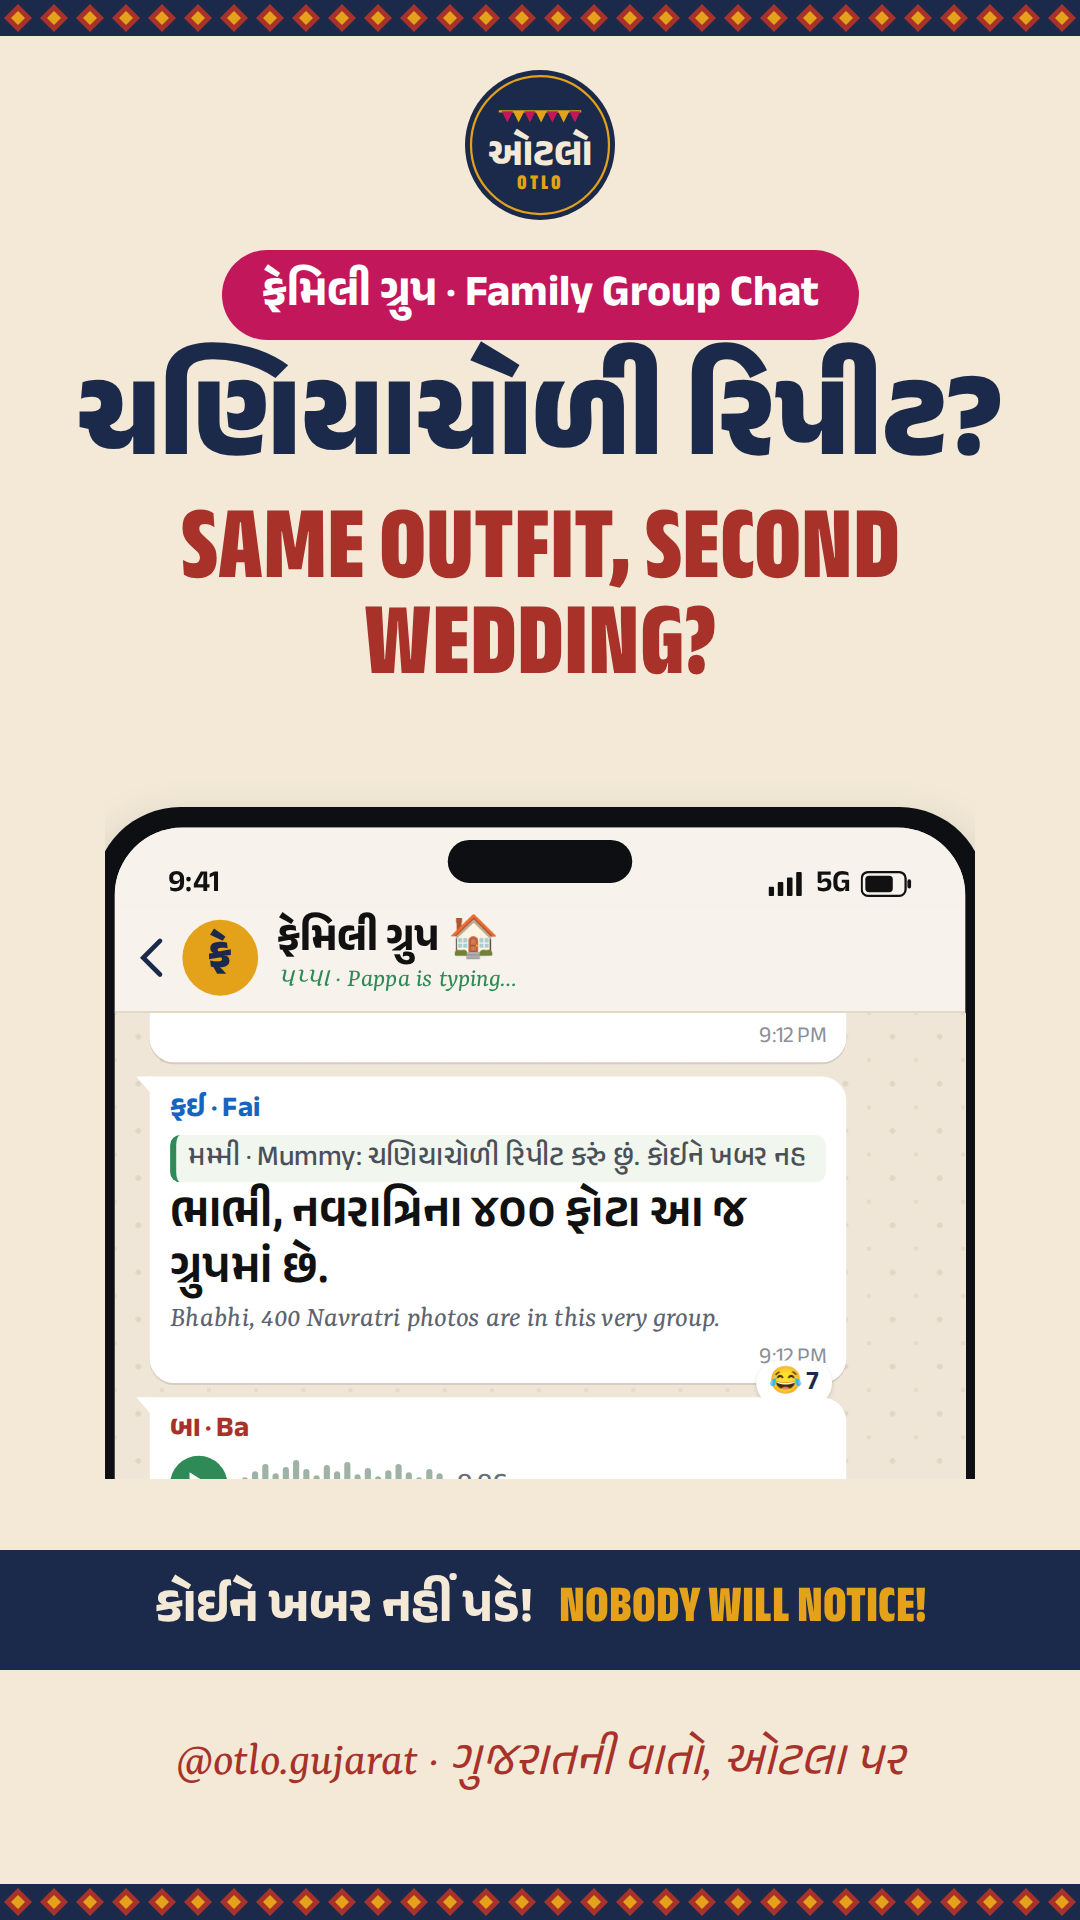 ઓટલો
OTLO
ફેમિલી ગ્રુપ · Family Group Chat
ચણિયાચોળી રિપીટ?
SAME OUTFIT, SECOND
WEDDING?
9:41
5G
ફે
ફેમિલી ગ્રુપ 🏠
પપ્પા · Pappa is typing...
9:12 PM
ફઈ · Fai
મમ્મી · Mummy: ચણિયાચોળી રિપીટ કરું છું. કોઈને ખબર નહ
ભાભી, નવરાત્રિના ૪૦૦ ફોટા આ જ
ગ્રુપમાં છે.
Bhabhi, 400 Navratri photos are in this very group.
9:12 PM
😂 7
બા · Ba
કોઈને ખબર નહીં પડે! NOBODY WILL NOTICE!
@otlo.gujarat · ગુજરાતની વાતો, ઓટલા પર